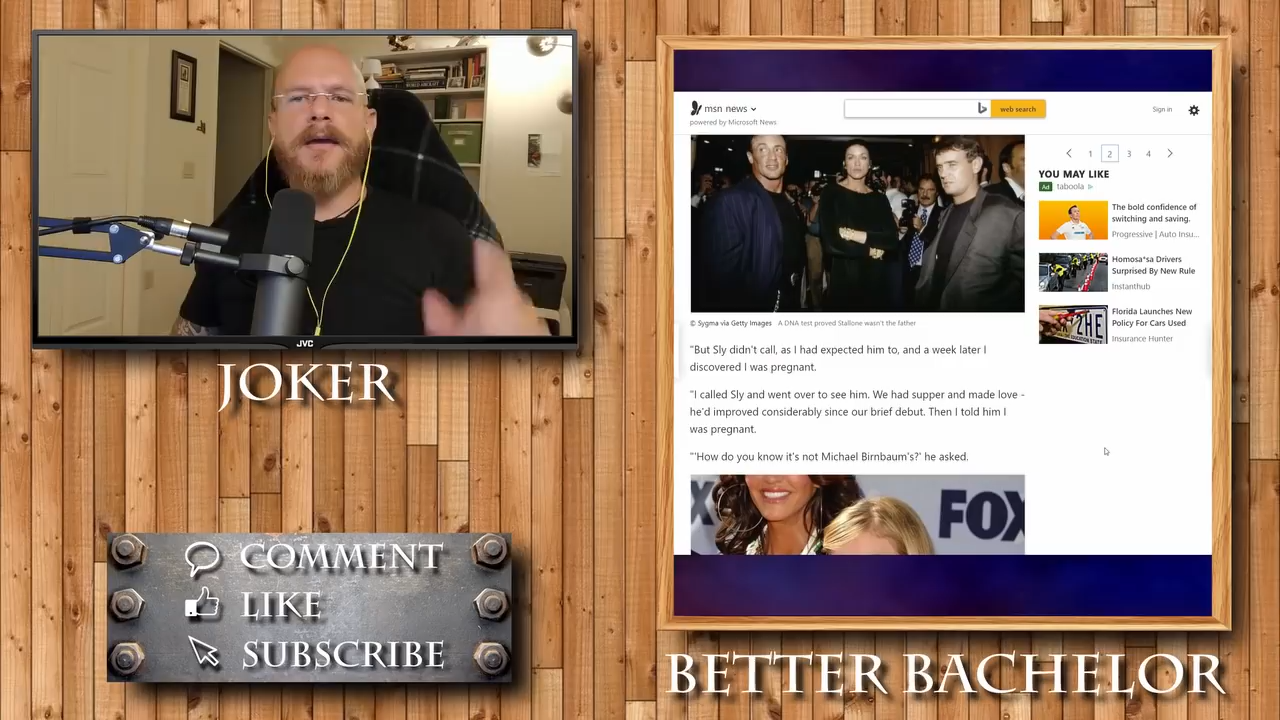 JVC
JOKER
COMMENT
LIKE
SUBSCRIBE
msn news
powered by Microsoft News
web search
Sign in
1 2 3 4
YOU MAY LIKE
Ad taboola
The bold confidence of
switching and saving.
Progressive | Auto Insu...
Homosa*sa Drivers
Surprised By New Rule
Instanthub
Florida Launches New
Policy For Cars Used
Insurance Hunter
© Sygma via Getty Images A DNA test proved Stallone wasn't the father
"But Sly didn't call, as I had expected him to, and a week later I
discovered I was pregnant.
"I called Sly and went over to see him. We had supper and made love -
he'd improved considerably since our brief debut. Then I told him I
was pregnant.
"'How do you know it's not Michael Birnbaum's?' he asked.
FOX
BETTER BACHELOR